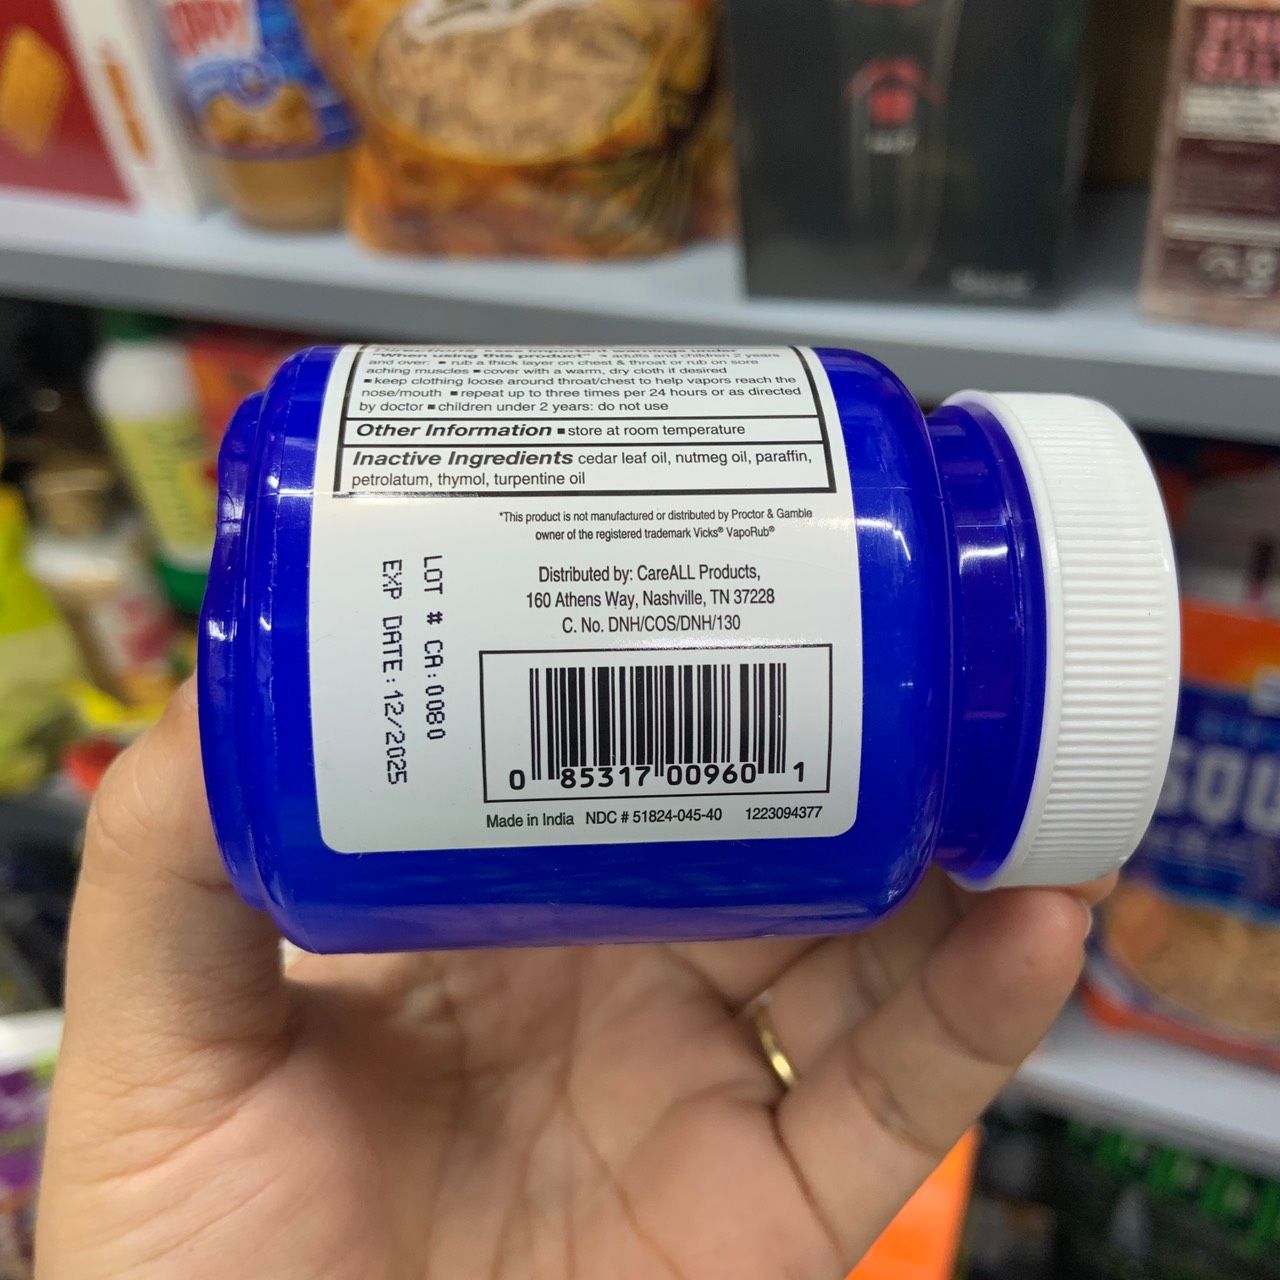 Directions sees important warnings under
"When using this product" ■ adults and children 2 years
and over: ■ rub a thick layer on chest & throat or rub on sore
aching muscles ■ cover with a warm, dry cloth if desired
■ keep clothing loose around throat/chest to help vapors reach the
nose/mouth ■ repeat up to three times per 24 hours or as directed
by doctor ■ children under 2 years: do not use
Other Information ■ store at room temperature
Inactive Ingredients cedar leaf oil, nutmeg oil, paraffin,
petrolatum, thymol, turpentine oil
*This product is not manufactured or distributed by Proctor & Gamble
owner of the registered trademark Vicks® VapoRub®
Distributed by: CareALL Products,
160 Athens Way, Nashville, TN 37228
C. No. DNH/COS/DNH/130
LOT # CA:0080
EXP DATE:12/2025
0 85317 00960 1
Made in India NDC # 51824-045-40 1223094377